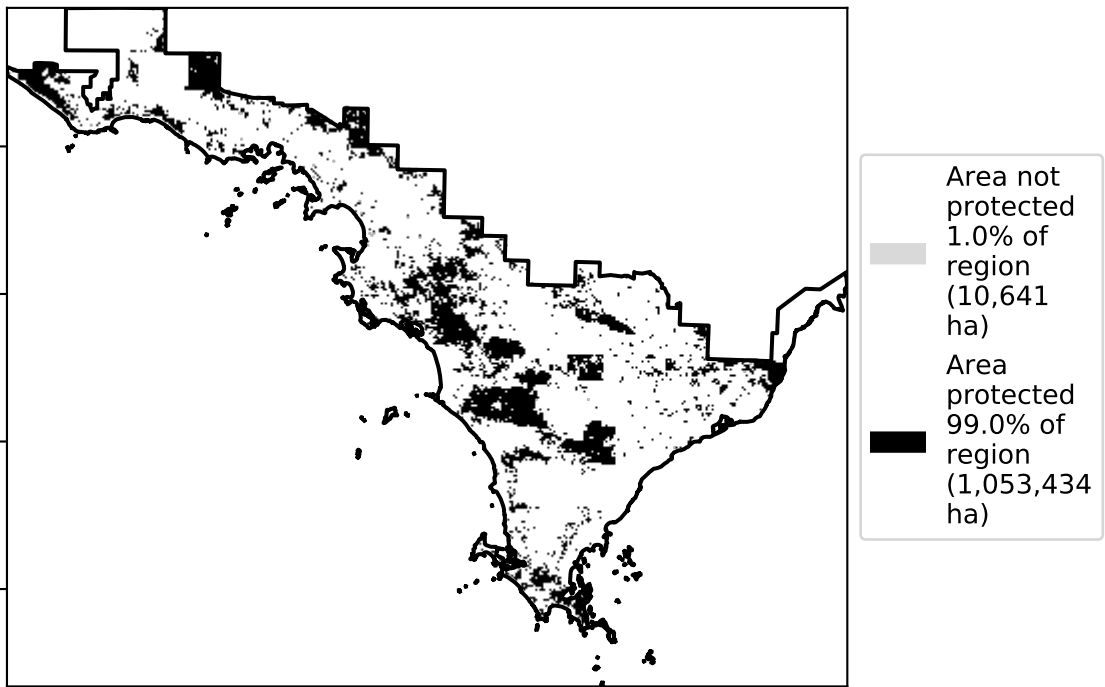 Area not
protected
1.0% of
region
(10,641
ha)
Area
protected
99.0% of
region
(1,053,434
ha)